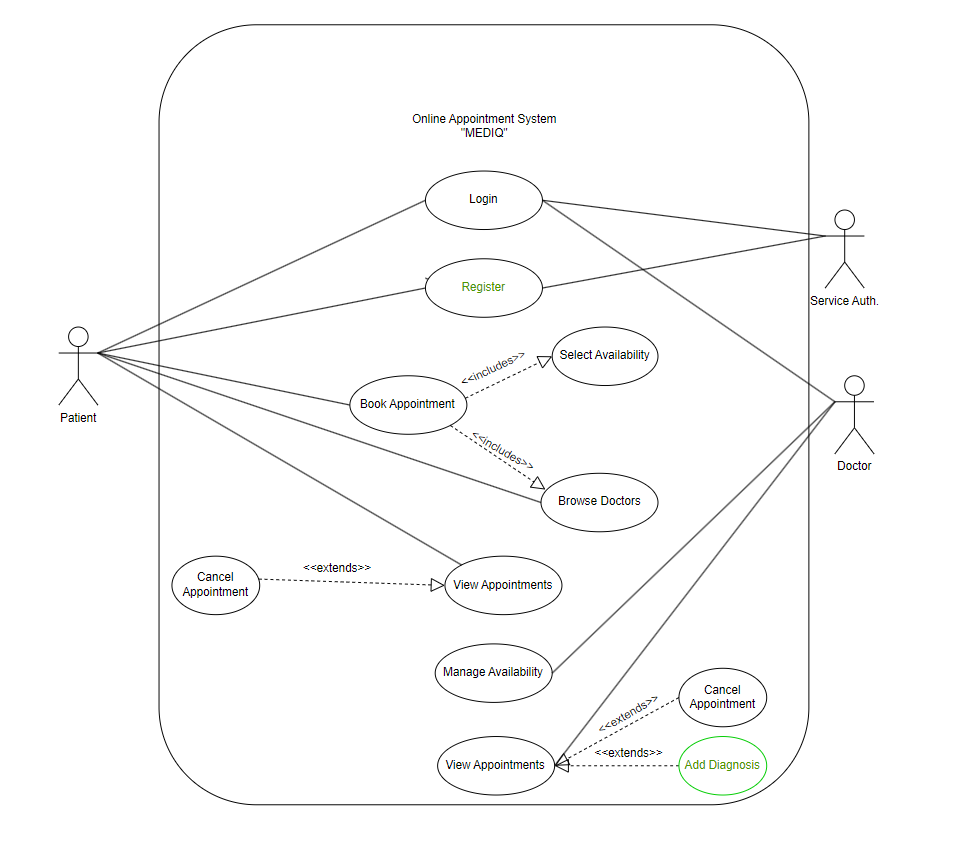 Online Appointment System
"MEDIQ"
Login
Register
Service Auth.
Select Availability
<<includes>>
Book Appointment
Patient
<<includes>>
Doctor
Browse Doctors
<<extends>>
Cancel
Appointment
View Appointments
Manage Availability
Cancel
Appointment
<<extends>>
<<extends>>
View Appointments
Add Diagnosis